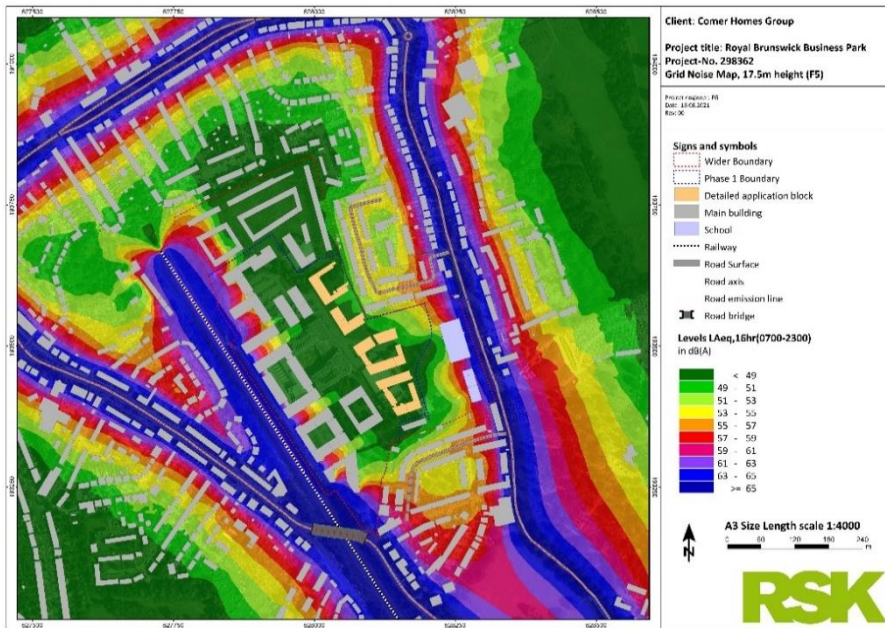 Client: Comer Homes Group
Project title: Royal Brunswick Business Park
Project-No. 298362
Grid Noise Map, 17.5m height (F5)
Rev: 00
Signs and symbols
Wider Boundary
Phase 1 Boundary
Detailed application block
Main building
School
Railway
Road Surface
Road axis
Road emission line
Road bridge
Levels LAeq,16hr(0700-2300)
in dB(A)
< 49
49 - 51
51 - 53
53 - 55
55 - 57
57 - 59
59 - 61
61 - 63
63 - 65
>= 65
N
A3 Size Length scale 1:4000
0 60 120 180 240
m
RSK